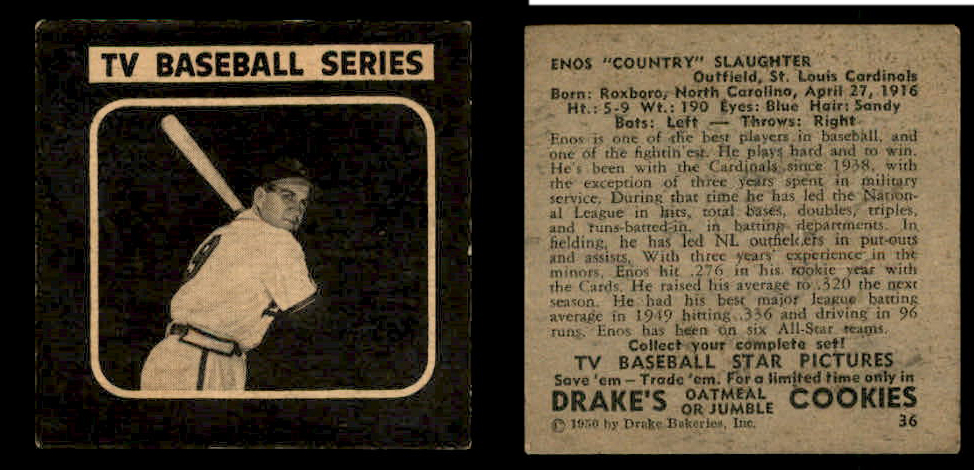 TV BASEBALL SERIES
9
ENOS "COUNTRY" SLAUGHTER
Outfield, St. Louis Cardinals
Born: Roxboro, North Carolina, April 27, 1916
Ht.: 5-9 Wt.: 190 Eyes: Blue Hair: Sandy
Bats: Left — Throws: Right
Enos is one of the best players in baseball, and
one of the fightin'est. He plays hard and to win.
He's been with the Cardinals since 1938, with
the exception of three years spent in military
service. During that time he has led the Nation-
al League in hits, total bases, doubles, triples,
and runs-batted-in, in batting departments. In
fielding, he has led NL outfielders in put-outs
and assists. With three years' experience in the
minors, Enos hit .276 in his rookie year with
the Cards. He raised his average to .320 the next
season. He had his best major league batting
average in 1949 hitting .336 and driving in 96
runs. Enos has been on six All-Star teams.
Collect your complete set!
TV BASEBALL STAR PICTURES
Save 'em — Trade 'em. For a limited time only in
DRAKE'S OATMEAL OR JUMBLE COOKIES
© 1950 by Drake Bakeries, Inc. 36